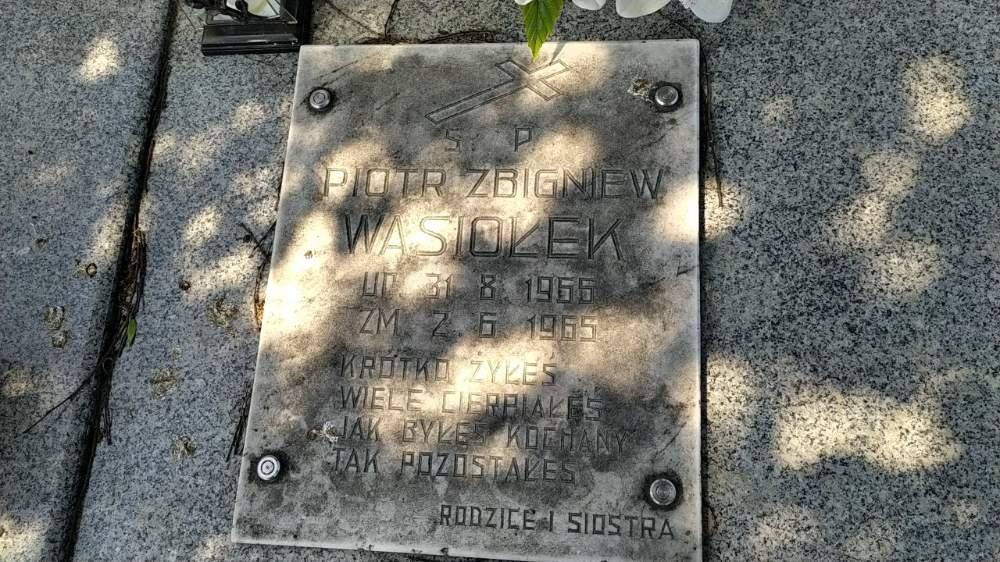 Ś. P
PIOTR ZBIGNIEW
WASIOŁEK
UR 31 8 1966
ZM. 2 6 1965
KRÓTKO ŻYŁEŚ
WIELE CIERPIAŁEŚ
JAK BYŁEŚ KOCHANY
TAK POZOSTAŁEŚ
RODZICE I SIOSTRA